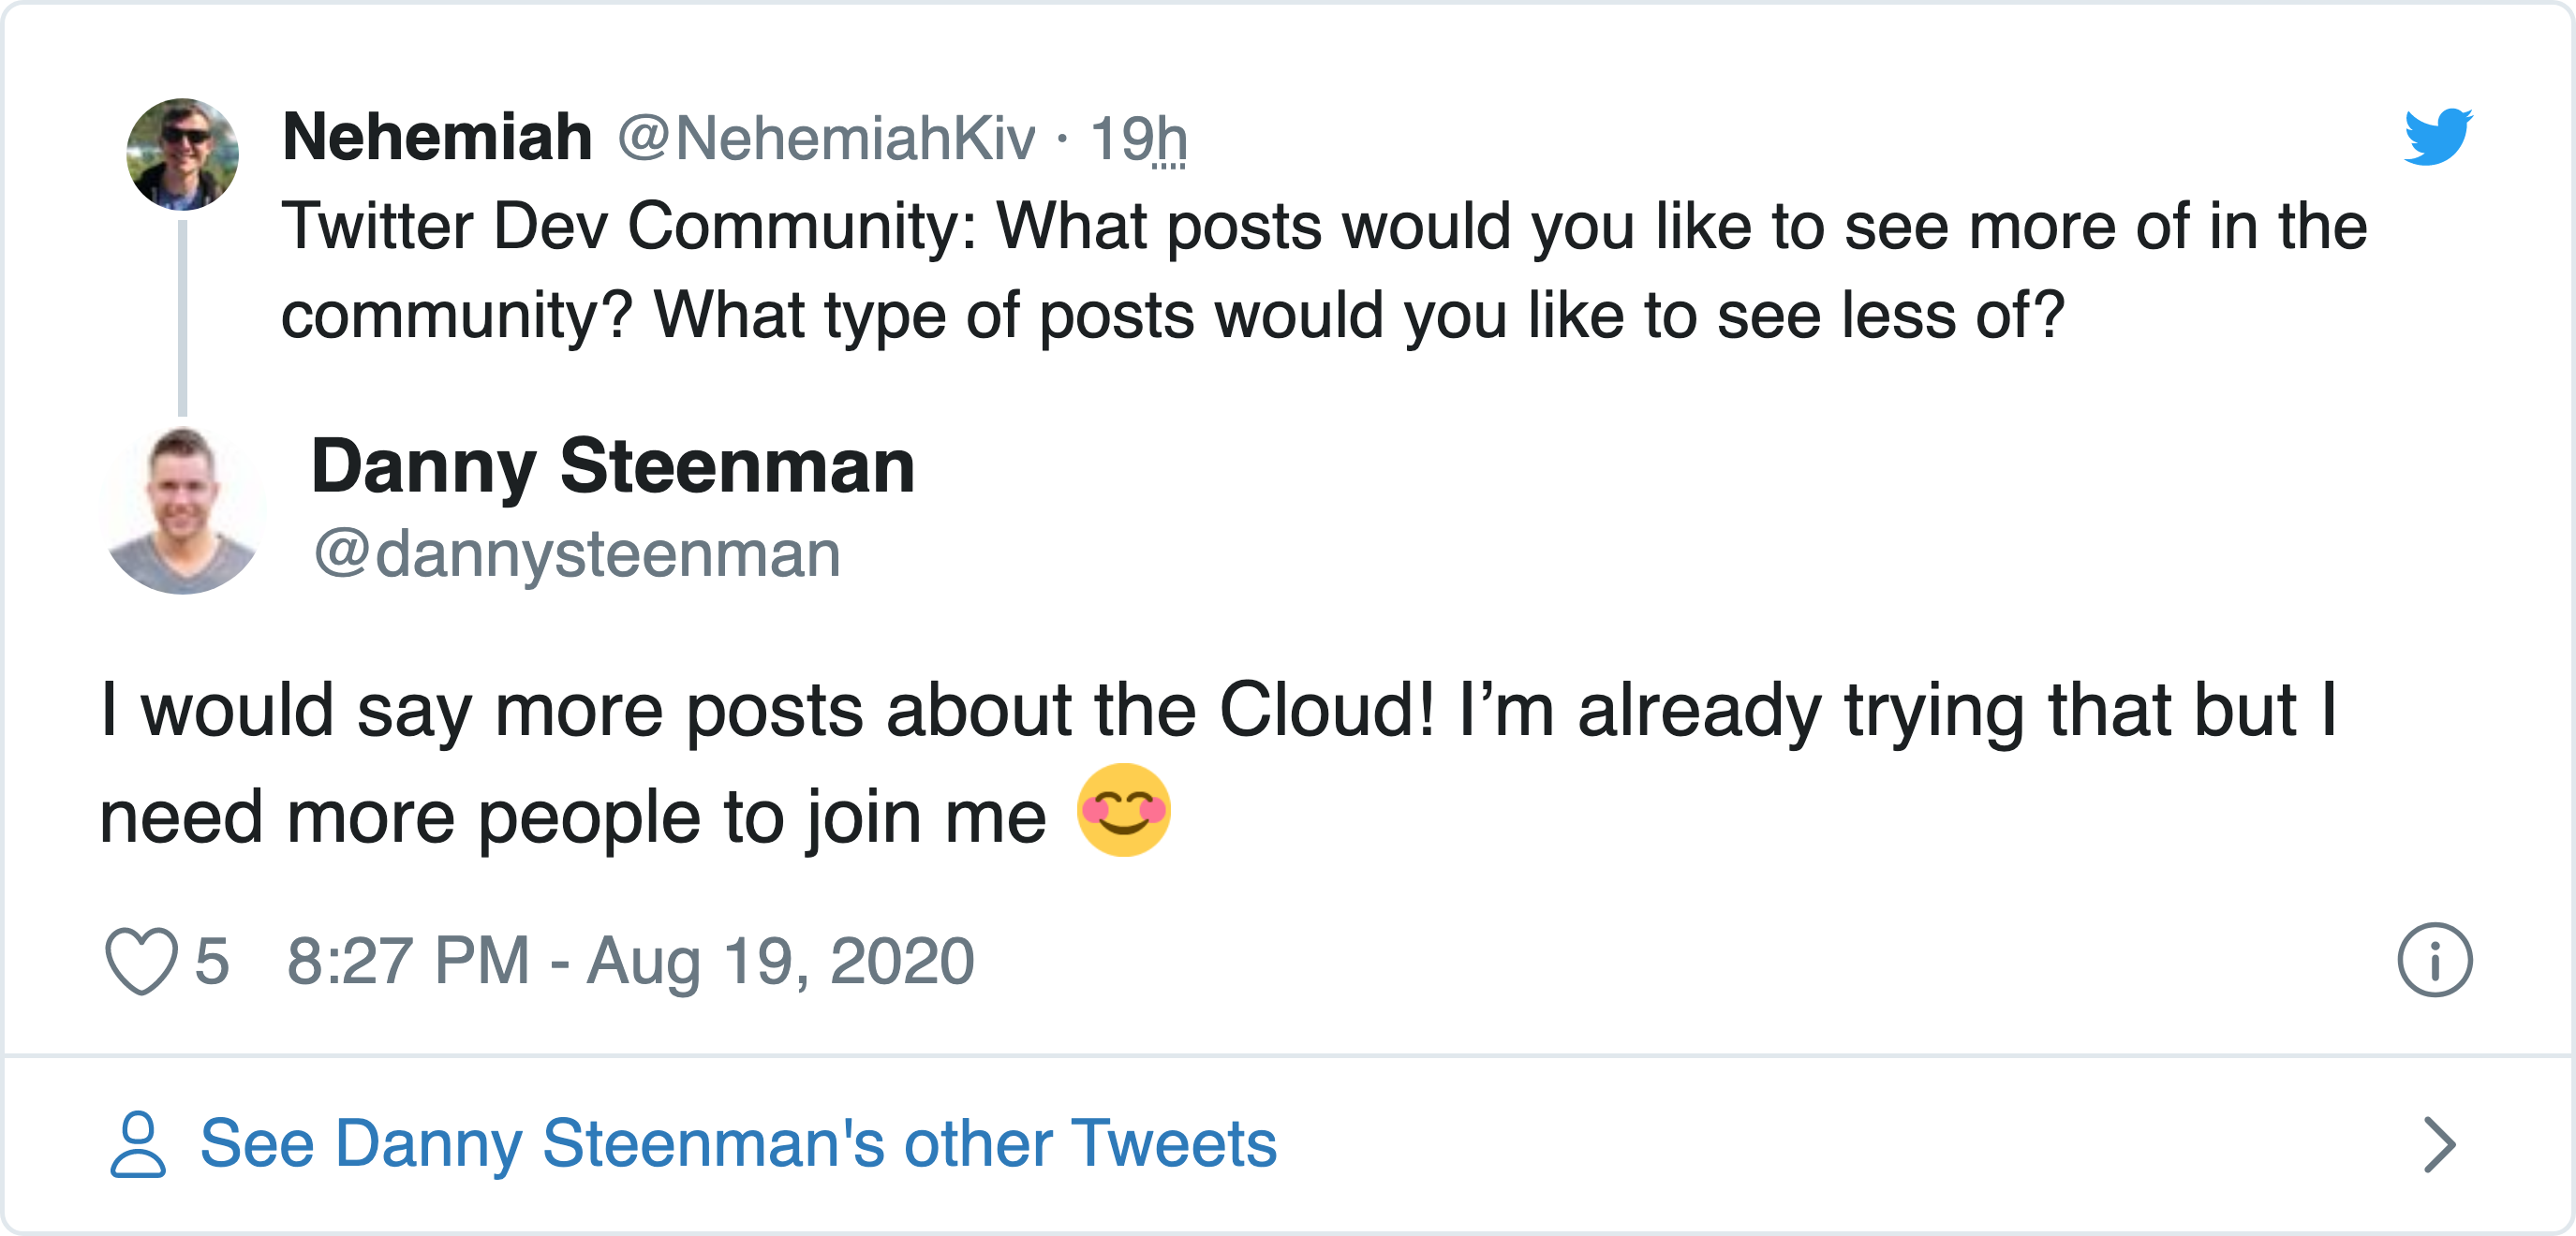 Nehemiah @NehemiahKiv · 19h
Twitter Dev Community: What posts would you like to see more of in the
community? What type of posts would you like to see less of?
Danny Steenman
@dannysteenman
I would say more posts about the Cloud! I’m already trying that but I
need more people to join me 😊
5 8:27 PM - Aug 19, 2020
See Danny Steenman's other Tweets